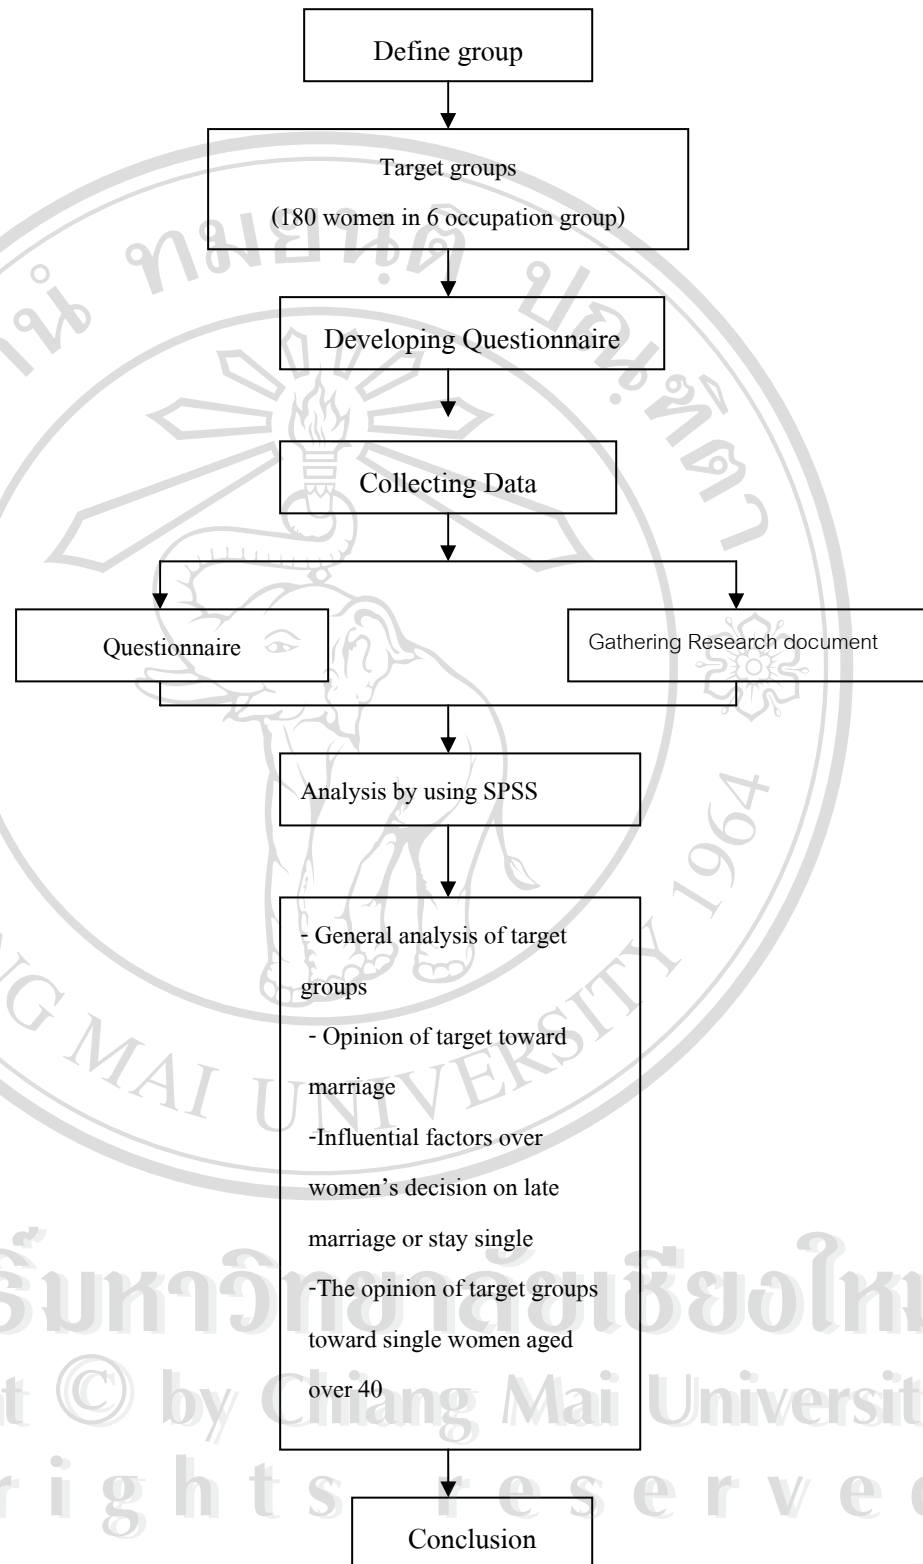 Define group
Target groups
(180 women in 6 occupation group)
Developing Questionnaire
Collecting Data
Questionnaire
Gathering Research document
Analysis by using SPSS
- General analysis of target
groups
- Opinion of target toward
marriage
-Influential factors over
women’s decision on late
marriage or stay single
-The opinion of target groups
toward single women aged
over 40
Conclusion
MAI UNIVERSITY 1964
© by Chiang Mai
rights reserve